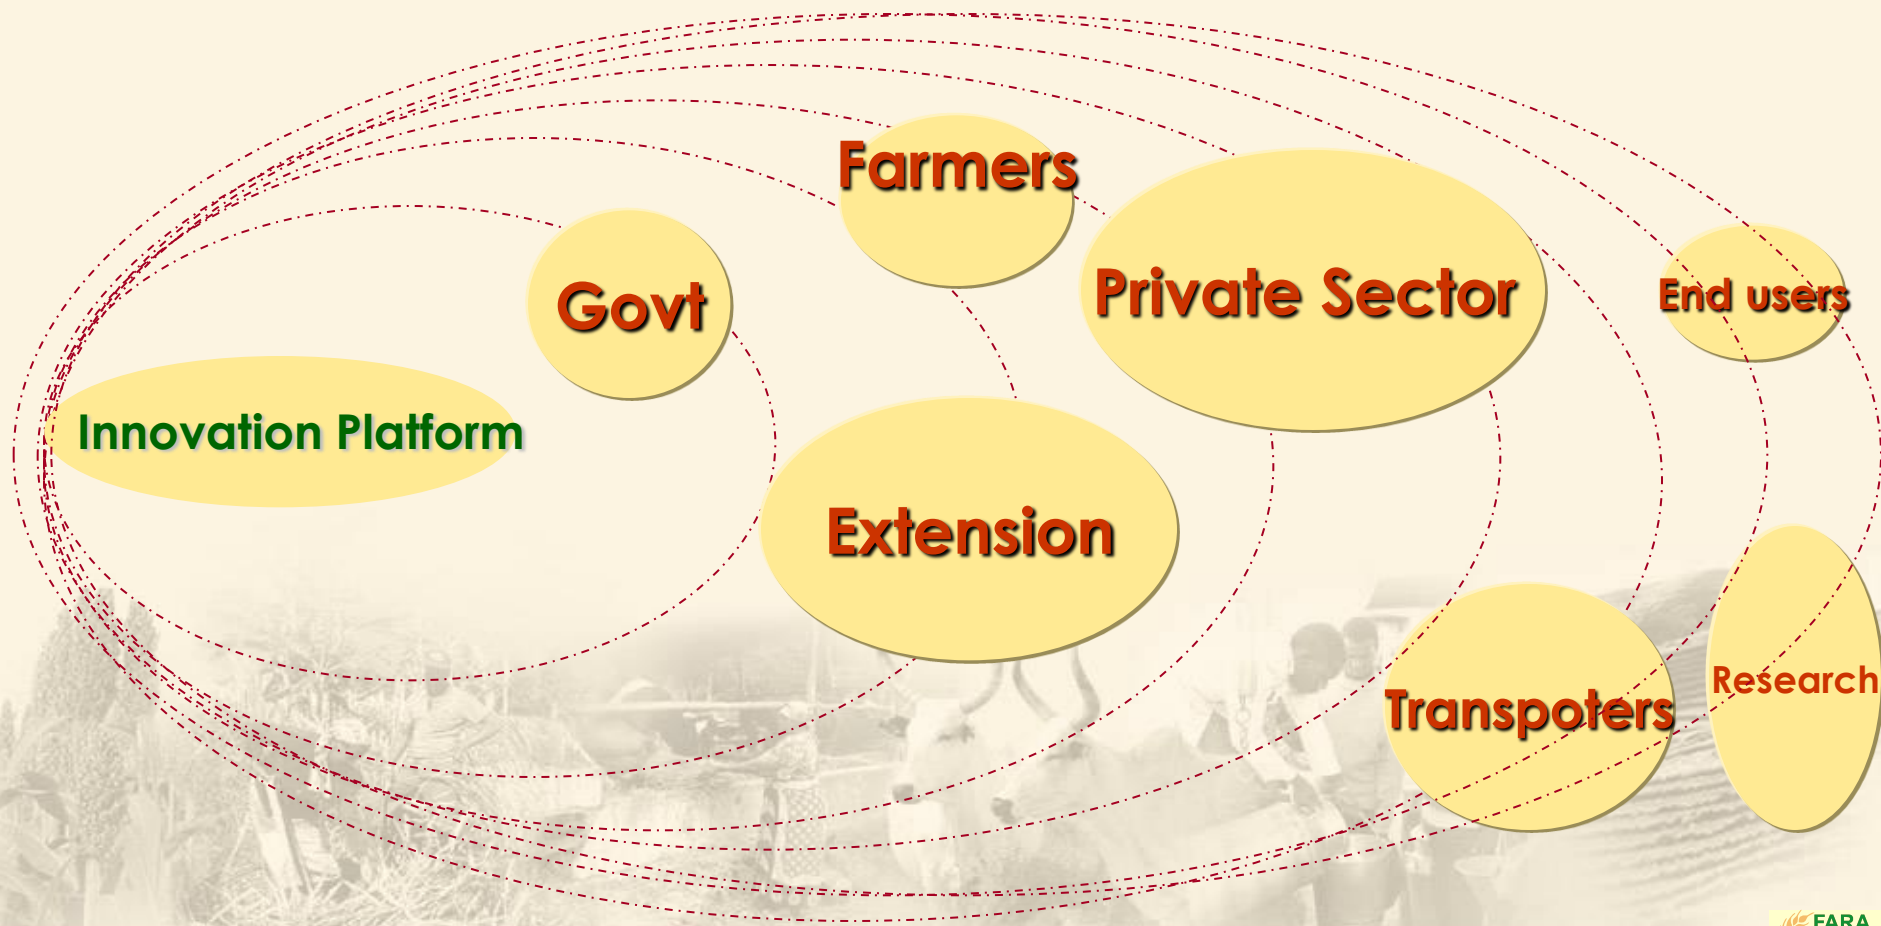 Farmers
Private Sector
Govt
End users
Innovation Platform
Extension
Research
Transpoters
FARA